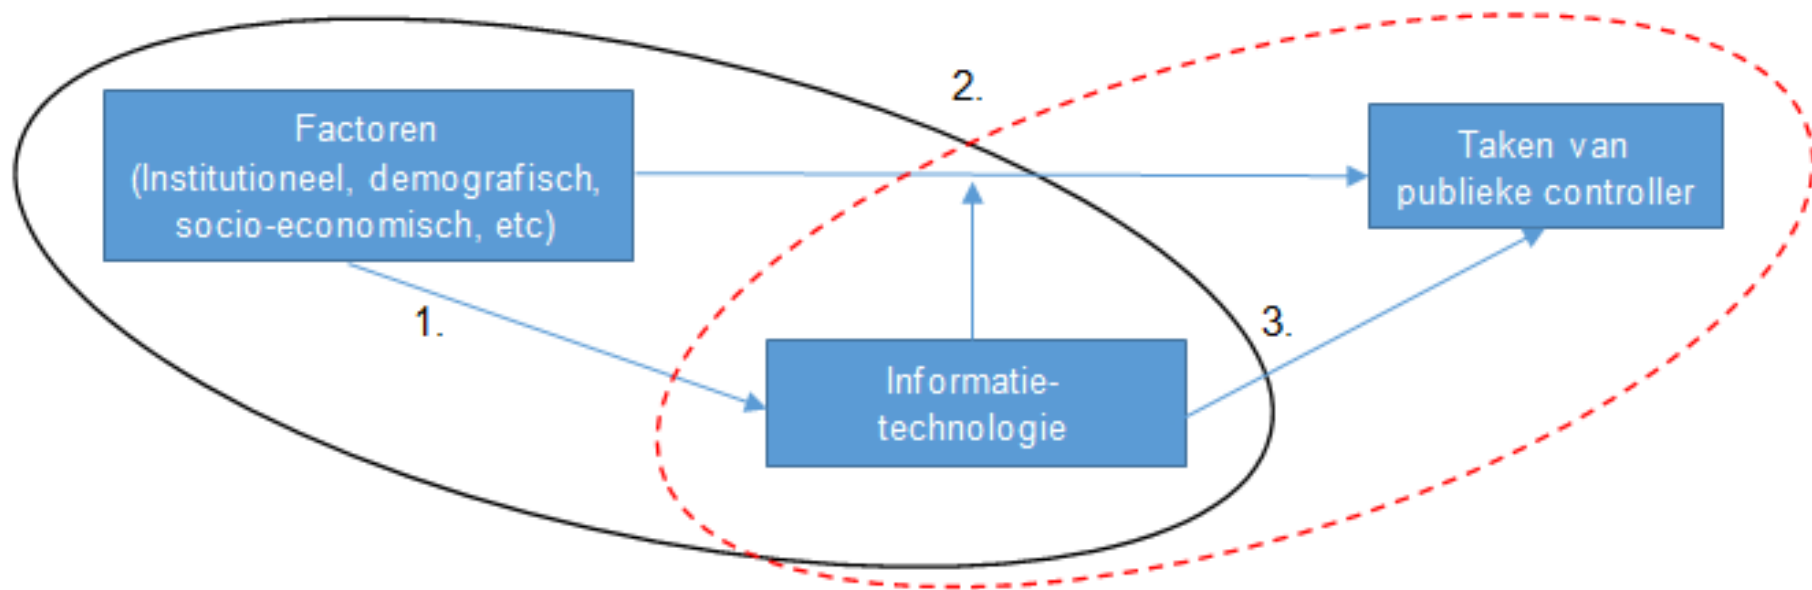 2.
Factoren
(Institutioneel, demografisch,
socio-economisch, etc)
Taken van
publieke controller
1.
3.
Informatie-
technologie